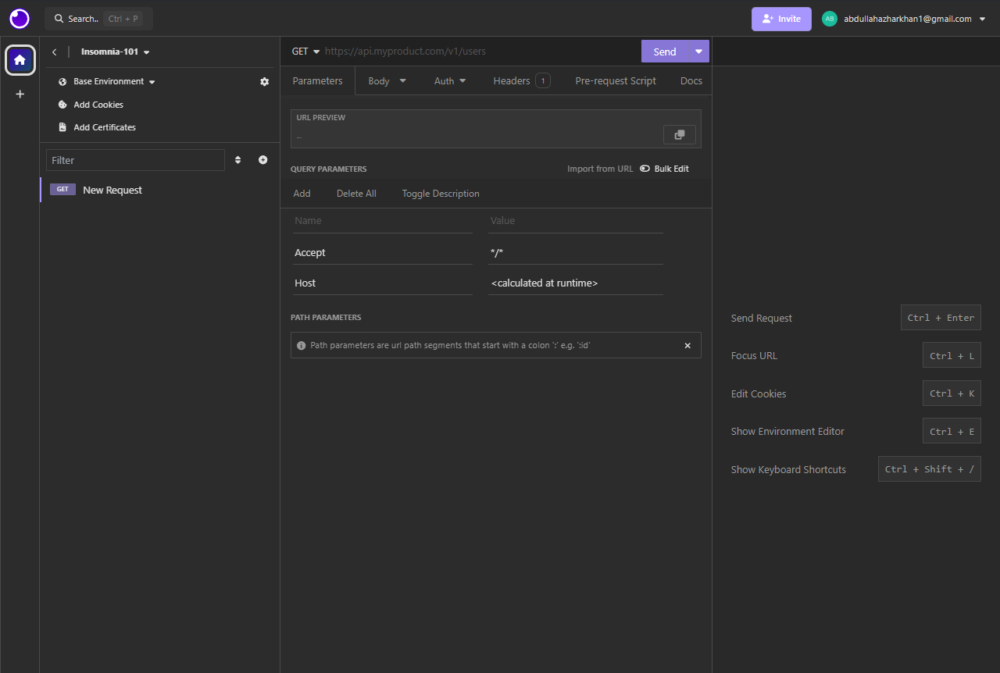 Search.. Ctrl + P
Invite
AB abdullahazharkhan1@gmail.com
Insomnia-101
Base Environment
Add Cookies
Add Certificates
Filter
GET New Request
GET https://api.myproduct.com/v1/users Send
Parameters Body Auth Headers 1 Pre-request Script Docs
URL PREVIEW
...
QUERY PARAMETERS Import from URL Bulk Edit
Add Delete All Toggle Description
Name Value
Accept */*
Host <calculated at runtime>
PATH PARAMETERS
Path parameters are url path segments that start with a colon ':' e.g. ':id'
Send Request Ctrl + Enter
Focus URL Ctrl + L
Edit Cookies Ctrl + K
Show Environment Editor Ctrl + E
Show Keyboard Shortcuts Ctrl + Shift + /